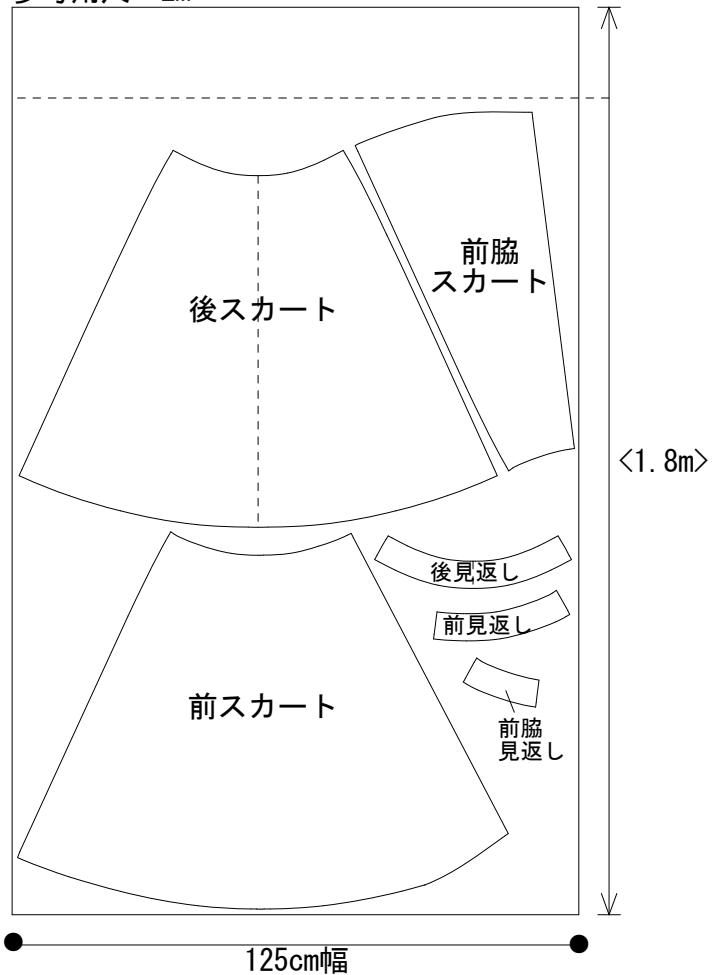 後スカート
前脇
スカート
<1.8m>
後見返し
前見返し
前スカート
前脇
見返し
125cm幅